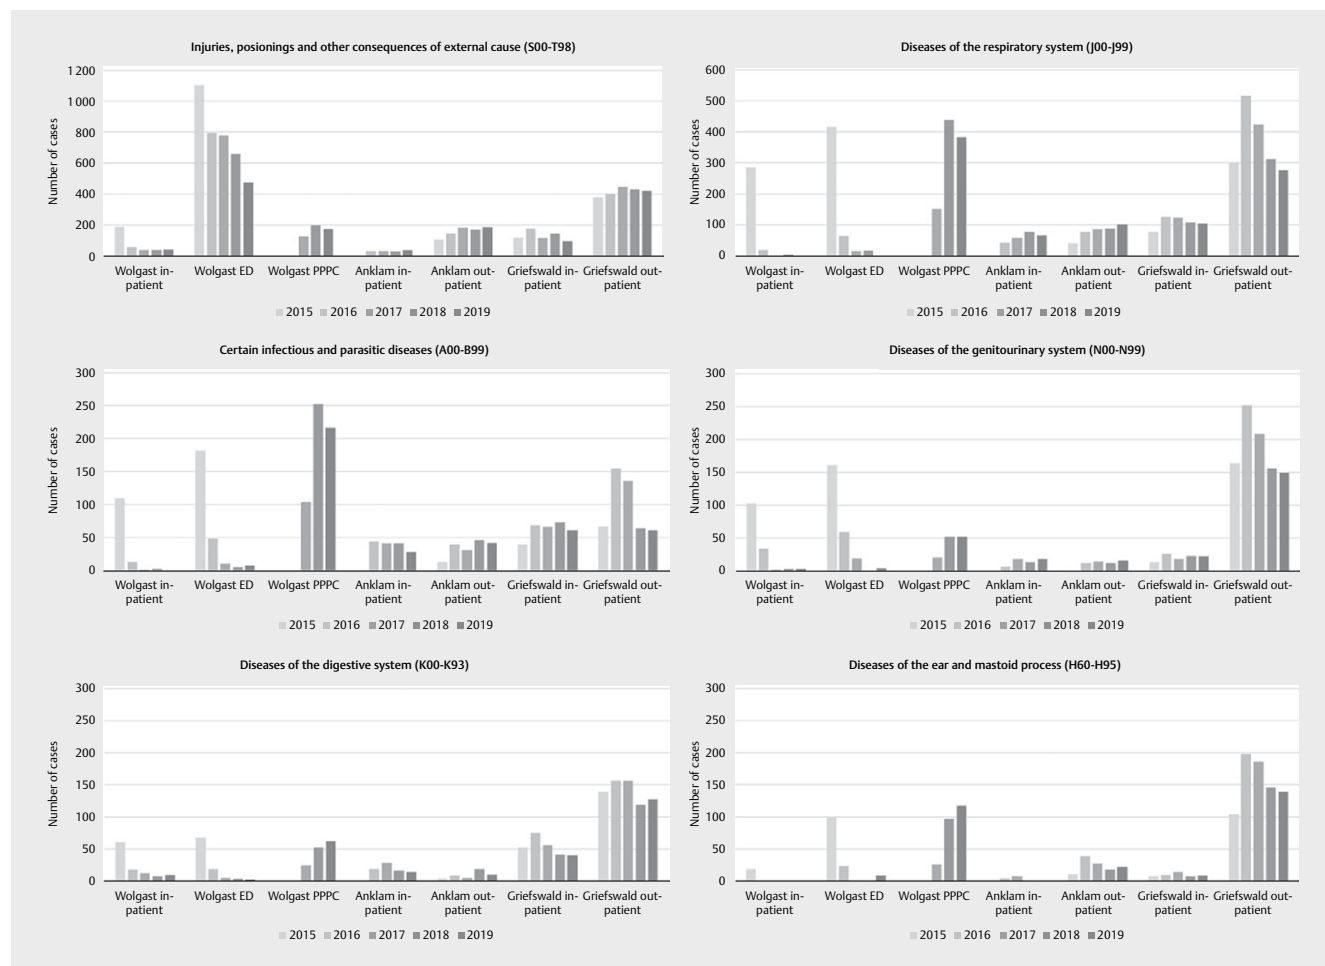 Injuries, posionings and other consequences of external cause (S00-T98)
Number of cases
1 200
1 000
800
600
400
200
0
Wolgast in-
patient
Wolgast ED
Wolgast PPPC
Anklam in-
patient
Anklam out-
patient
Griefswald in-
patient
Griefswald out-
patient
2015 2016 2017 2018 2019
Diseases of the respiratory system (J00-J99)
Number of cases
600
500
400
300
200
100
0
Wolgast in-
patient
Wolgast ED
Wolgast PPPC
Anklam in-
patient
Anklam out-
patient
Griefswald in-
patient
Griefswald out-
patient
2015 2016 2017 2018 2019
Certain infectious and parasitic diseases (A00-B99)
Number of cases
300
250
200
150
100
50
0
Wolgast in-
patient
Wolgast ED
Wolgast PPPC
Anklam in-
patient
Anklam out-
patient
Griefswald in-
patient
Griefswald out-
patient
2015 2016 2017 2018 2019
Diseases of the genitourinary system (N00-N99)
Number of cases
300
250
200
150
100
50
0
Wolgast in-
patient
Wolgast ED
Wolgast PPPC
Anklam in-
patient
Anklam out-
patient
Griefswald in-
patient
Griefswald out-
patient
2015 2016 2017 2018 2019
Diseases of the digestive system (K00-K93)
Number of cases
300
250
200
150
100
50
0
Wolgast in-
patient
Wolgast ED
Wolgast PPPC
Anklam in-
patient
Anklam out-
patient
Griefswald in-
patient
Griefswald out-
patient
2015 2016 2017 2018 2019
Diseases of the ear and mastoid process (H60-H95)
Number of cases
300
250
200
150
100
50
0
Wolgast in-
patient
Wolgast ED
Wolgast PPPC
Anklam in-
patient
Anklam out-
patient
Griefswald in-
patient
Griefswald out-
patient
2015 2016 2017 2018 2019